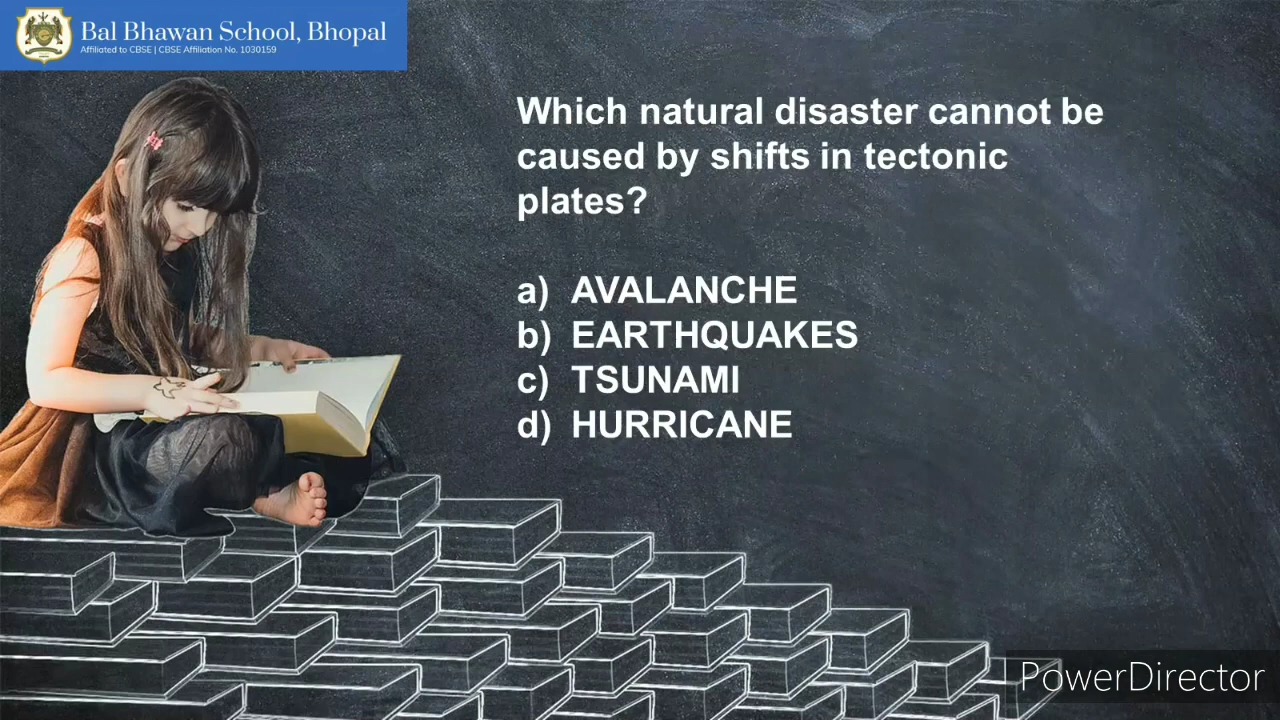 Bal Bhawan School, Bhopal
Affiliated to CBSE | CBSE Affiliation No. 1030159
Which natural disaster cannot be
caused by shifts in tectonic
plates?
a) AVALANCHE
b) EARTHQUAKES
c) TSUNAMI
d) HURRICANE
PowerDirector